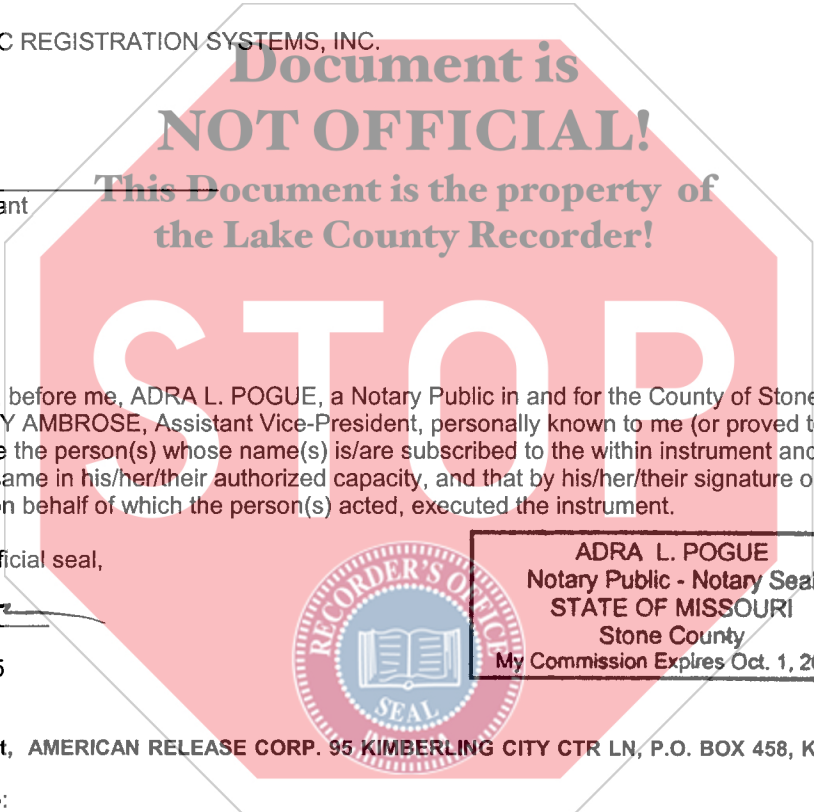 C REGISTRATION SYSTEMS, INC.
Document is
NOT OFFICIAL!
This Document is the property of
the Lake County Recorder!
ant
STOP
before me, ADRA L. POGUE, a Notary Public in and for the County of Stone
Y AMBROSE, Assistant Vice-President, personally known to me (or proved t
e the person(s) whose name(s) is/are subscribed to the within instrument and
ame in his/her/their authorized capacity, and that by his/her/their signature o
n behalf of which the person(s) acted, executed the instrument.
ficial seal,
ADRA L. POGUE
Notary Public - Notary Seal
STATE OF MISSOURI
Stone County
My Commission Expires Oct. 1, 20
RECORDER'S OFFICE
SEAL
5
t, AMERICAN RELEASE CORP. 95 KIMBERLING CITY CTR LN, P.O. BOX 458, K
: